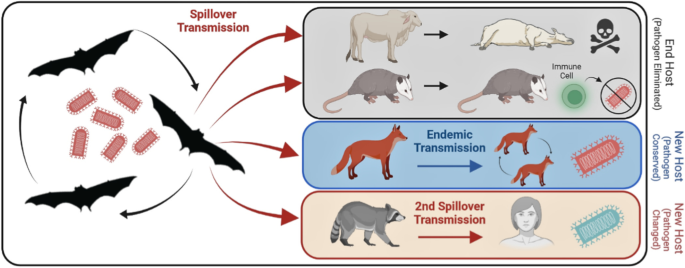 Spillover
Transmission
Immune
Cell
End Host
(Pathogen Eliminated)
Endemic
Transmission
New Host
(Pathogen
Conserved)
2nd Spillover
Transmission
New Host
(Pathogen
Changed)